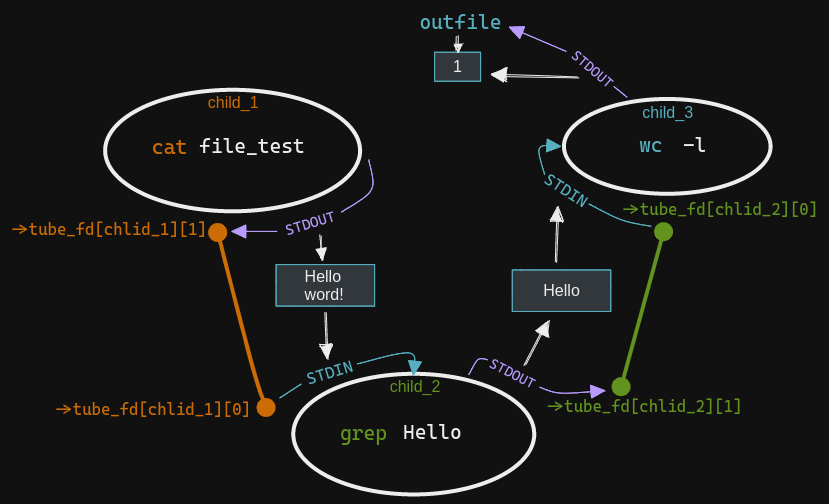 outfile
1
STDOUT
child_1
cat file_test
child_3
wc -l
STDIN
->tube_fd[chlid_1][1]
STDOUT
->tube_fd[chlid_2][0]
Hello
word!
Hello
STDIN
STDOUT
child_2
->tube_fd[chlid_1][0]
->tube_fd[chlid_2][1]
grep Hello